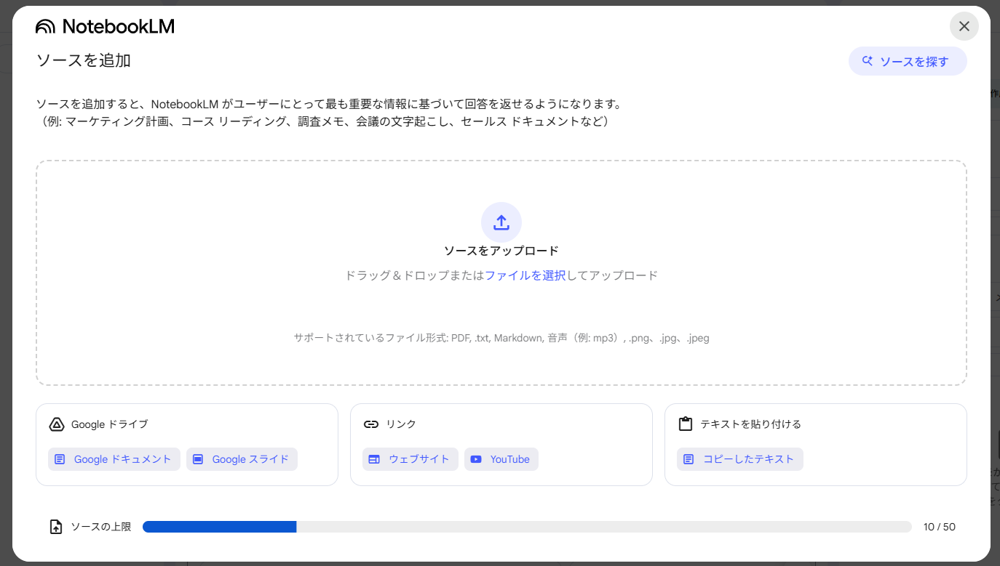 NotebookLM
ソースを追加
ソースを探す
ソースを追加すると、NotebookLM がユーザーにとって最も重要な情報に基づいて回答を返せるようになります。
（例: マーケティング計画、コース リーディング、調査メモ、会議の文字起こし、セールス ドキュメントなど）
ソースをアップロード
ドラッグ＆ドロップまたはファイルを選択してアップロード
サポートされているファイル形式: PDF, .txt, Markdown, 音声（例: mp3）, .png、.jpg、.jpeg
Google ドライブ
Google ドキュメント
Google スライド
リンク
ウェブサイト
YouTube
テキストを貼り付ける
コピーしたテキスト
ソースの上限
10 / 50